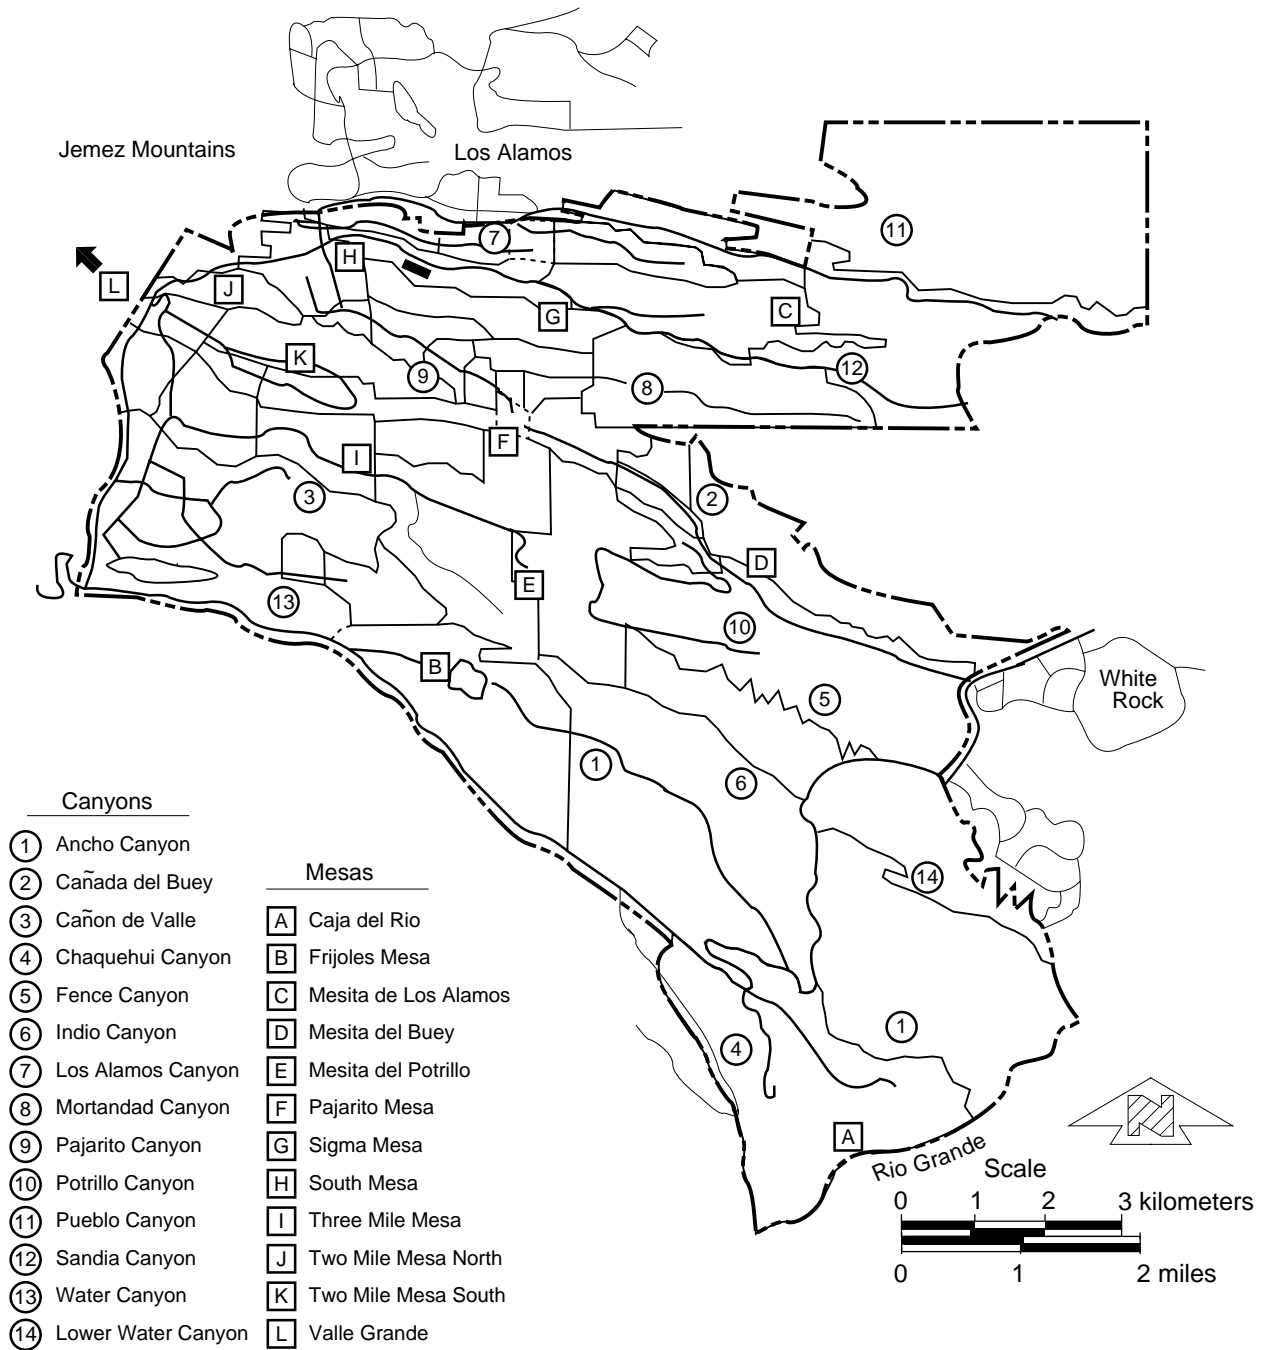 Jemez Mountains
Los Alamos
11
7
H
L
J
G
C
K
9
12
8
F
I
3
2
D
E
13
10
B
5
White
Rock
1
6
14
1
4
A
Rio Grande
N
Canyons
1 Ancho Canyon
2 Cañada del Buey
3 Cañon de Valle
4 Chaquehui Canyon
5 Fence Canyon
6 Indio Canyon
7 Los Alamos Canyon
8 Mortandad Canyon
9 Pajarito Canyon
10 Potrillo Canyon
11 Pueblo Canyon
12 Sandia Canyon
13 Water Canyon
14 Lower Water Canyon
Mesas
A Caja del Rio
B Frijoles Mesa
C Mesita de Los Alamos
D Mesita del Buey
E Mesita del Potrillo
F Pajarito Mesa
G Sigma Mesa
H South Mesa
I Three Mile Mesa
J Two Mile Mesa North
K Two Mile Mesa South
L Valle Grande
Scale
0 1 2 3 kilometers
0 1 2 miles